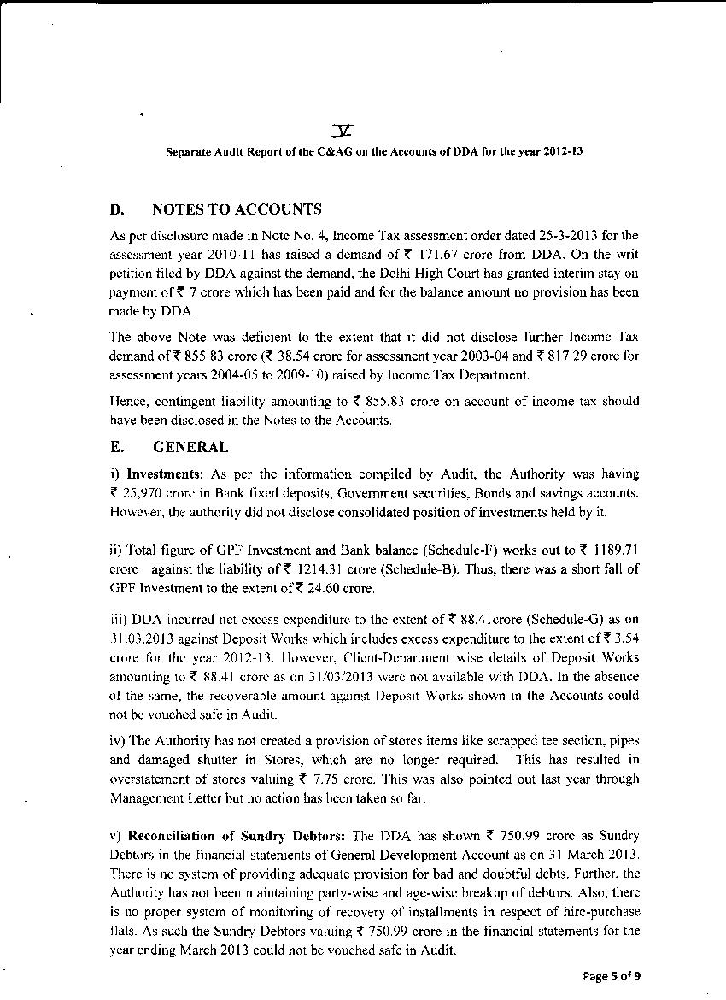 V
Separate Audit Report of the C&AG on the Accounts of DDA for the year 2012-13
D. NOTES TO ACCOUNTS
As per disclosure made in Note No. 4, Income Tax assessment order dated 25-3-2013 for the
assessment year 2010-11 has raised a demand of ₹ 171.67 crore from DDA. On the writ
petition filed by DDA against the demand, the Delhi High Court has granted interim stay on
payment of ₹ 7 crore which has been paid and for the balance amount no provision has been
made by DDA.
The above Note was deficient to the extent that it did not disclose further Income Tax
demand of ₹ 855.83 crore (₹ 38.54 crore for assessment year 2003-04 and ₹ 817.29 crore for
assessment years 2004-05 to 2009-10) raised by Income Tax Department.
Hence, contingent liability amounting to ₹ 855.83 crore on account of income tax should
have been disclosed in the Notes to the Accounts.
E. GENERAL
i) Investments: As per the information compiled by Audit, the Authority was having
₹ 25,970 crore in Bank fixed deposits, Government securities, Bonds and savings accounts.
However, the authority did not disclose consolidated position of investments held by it.
ii) Total figure of GPF Investment and Bank balance (Schedule-F) works out to ₹ 1189.71
crore against the liability of ₹ 1214.31 crore (Schedule-B). Thus, there was a short fall of
GPF Investment to the extent of ₹ 24.60 crore.
iii) DDA incurred net excess expenditure to the extent of ₹ 88.41crore (Schedule-G) as on
31.03.2013 against Deposit Works which includes excess expenditure to the extent of ₹ 3.54
crore for the year 2012-13. However, Client-Department wise details of Deposit Works
amounting to ₹ 88.41 crore as on 31/03/2013 were not available with DDA. In the absence
of the same, the recoverable amount against Deposit Works shown in the Accounts could
not be vouched safe in Audit.
iv) The Authority has not created a provision of stores items like scrapped tee section, pipes
and damaged shutter in Stores, which are no longer required. This has resulted in
overstatement of stores valuing ₹ 7.75 crore. This was also pointed out last year through
Management Letter but no action has been taken so far.
v) Reconciliation of Sundry Debtors: The DDA has shown ₹ 750.99 crore as Sundry
Debtors in the financial statements of General Development Account as on 31 March 2013.
There is no system of providing adequate provision for bad and doubtful debts. Further, the
Authority has not been maintaining party-wise and age-wise breakup of debtors. Also, there
is no proper system of monitoring of recovery of installments in respect of hire-purchase
flats. As such the Sundry Debtors valuing ₹ 750.99 crore in the financial statements for the
year ending March 2013 could not be vouched safe in Audit.
Page 5 of 9